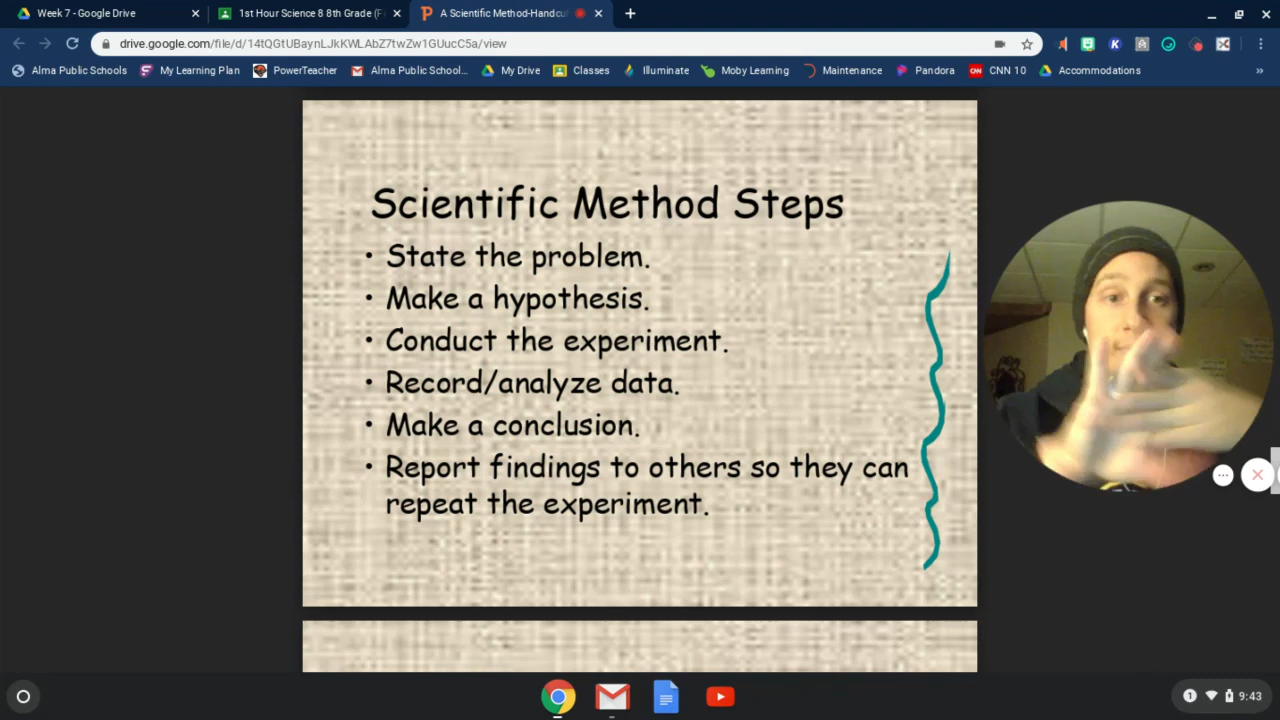 Week 7 - Google Drive
1st Hour Science 8 8th Grade (F
A Scientific Method-Handcu
drive.google.com/file/d/14tQGtUBaynLJkKWLAbZ7twZw1GUucC5a/view
Alma Public Schools
My Learning Plan
PowerTeacher
Alma Public School...
My Drive
Classes
Illuminate
Moby Learning
Maintenance
Pandora
CNN
CNN 10
Accommodations
»
Scientific Method Steps
• State the problem.
• Make a hypothesis.
• Conduct the experiment.
• Record/analyze data.
• Make a conclusion.
• Report findings to others so they can
repeat the experiment.
1
9:43